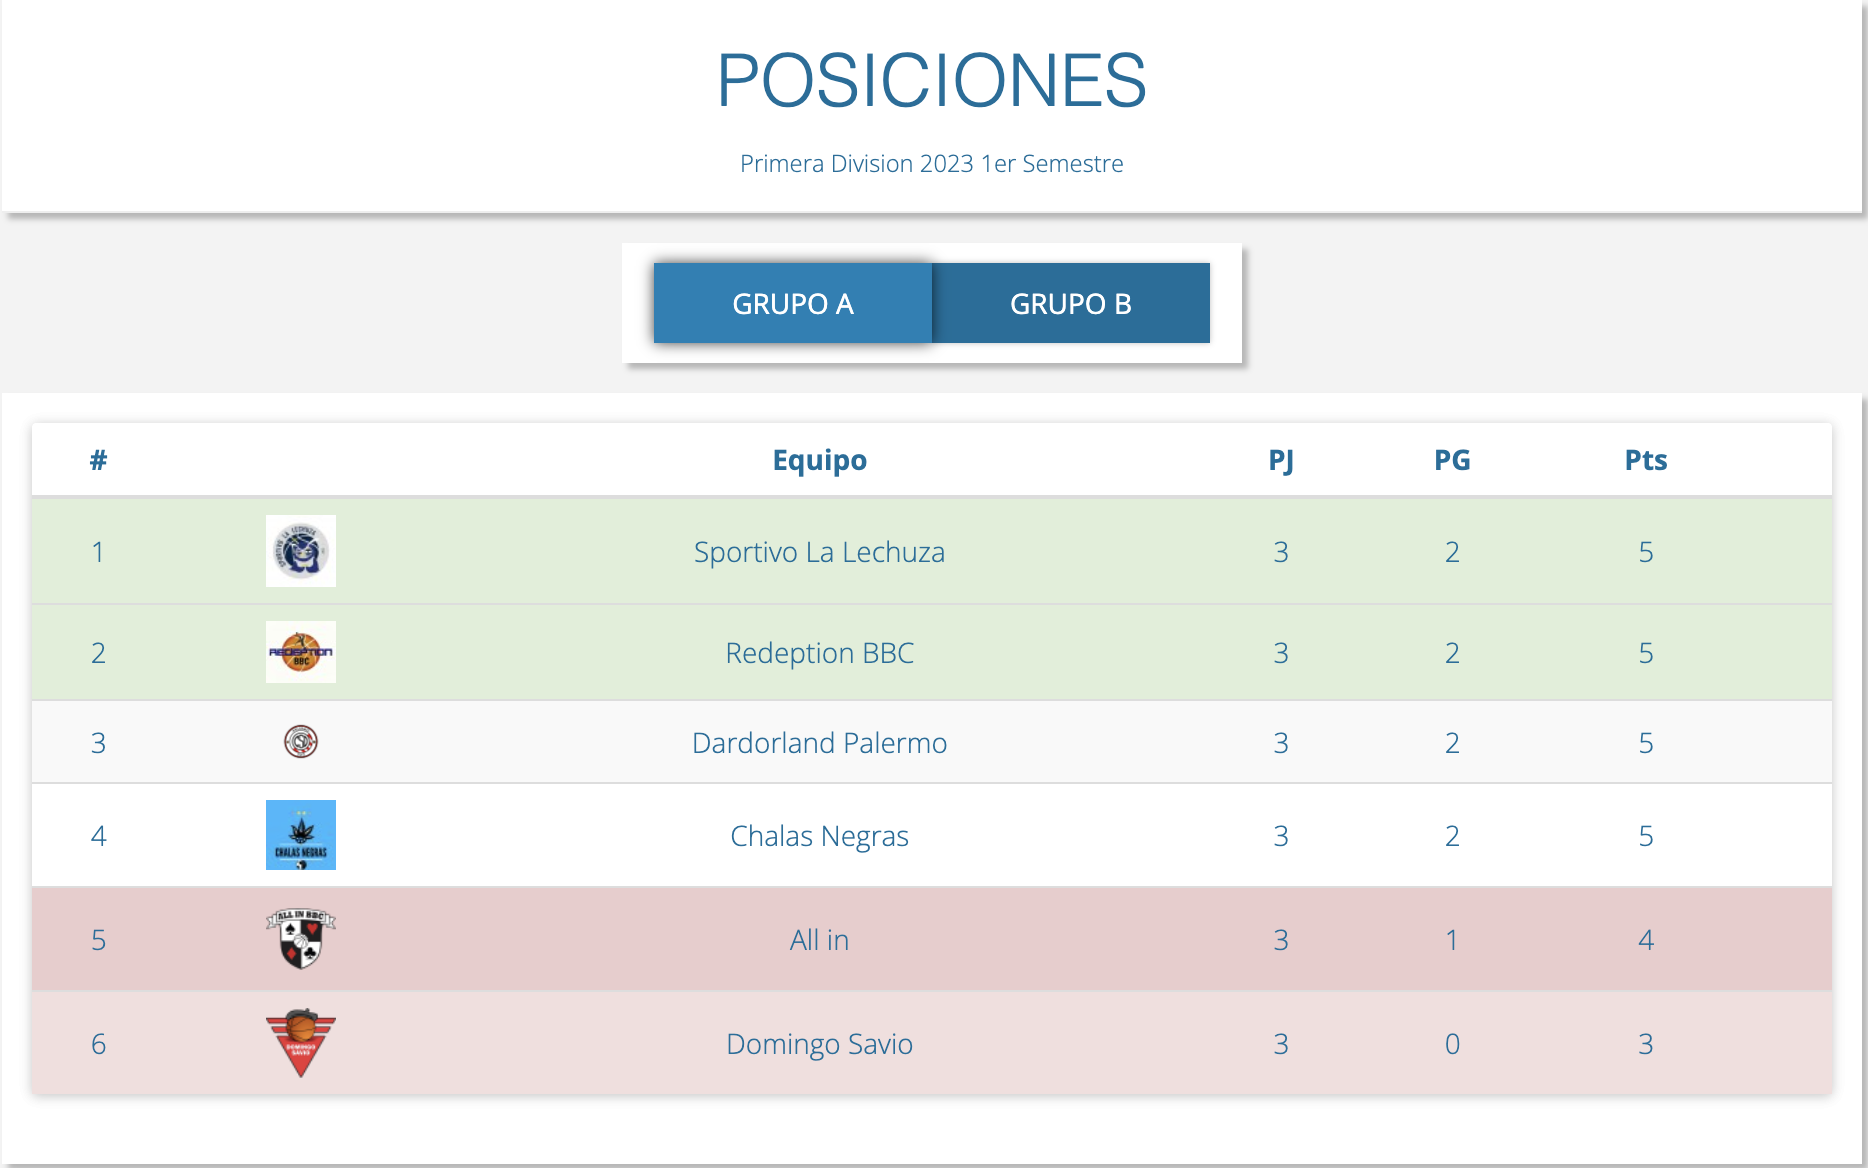 POSICIONES
Primera Division 2023 1er Semestre
GRUPO A GRUPO B
# Equipo PJ PG Pts
1 Sportivo La Lechuza 3 2 5
2 REDEPTION BBC Redeption BBC 3 2 5
3 Dardorland Palermo 3 2 5
4 CHALAS NEGRAS Chalas Negras 3 2 5
5 ALL IN BBC All in 3 1 4
6 DOMINGO SAVIO Domingo Savio 3 0 3